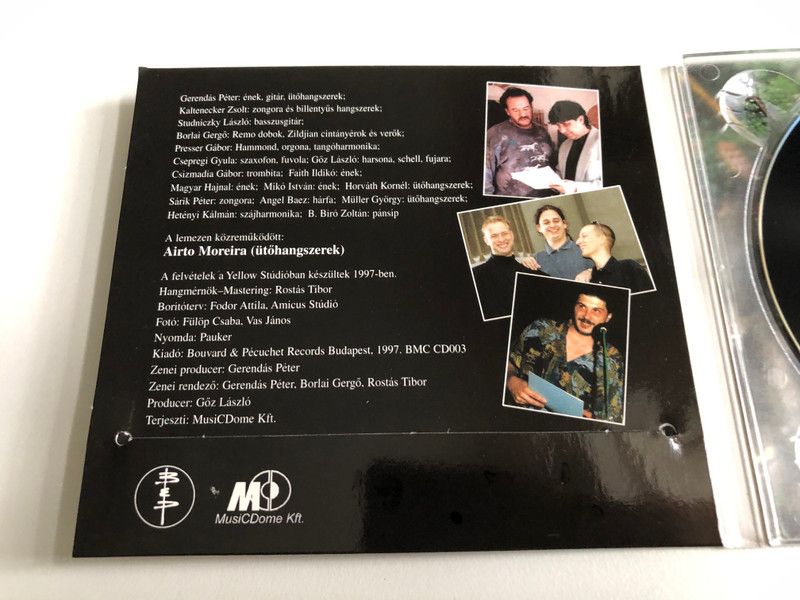 Gerendás Péter: ének, gitár, ütőhangszerek;
Kaltenecker Zsolt: zongora és billentyűs hangszerek;
Studniczky László: basszusgitár;
Borlai Gergő: Remo dobok, Zildjian cintányérok és verők;
Presser Gábor: Hammond, orgona, tangóharmonika;
Csepregi Gyula: szaxofon, fuvola; Gőz László: harsona, schell, fujara;
Csizmadia Gábor: trombita; Faith Ildikó: ének;
Magyar Hajnal: ének; Mikó István: ének; Horváth Kornél: ütőhangszerek;
Sárik Péter: zongora; Angel Baez: hárfa; Müller György: ütőhangszerek;
Hetényi Kálmán: szájharmonika; B. Biró Zoltán: pánsíp
A lemezen közreműködött:
Airto Moreira (ütőhangszerek)
A felvételek a Yellow Stúdióban készültek 1997-ben.
Hangmérnök–Mastering: Rostás Tibor
Borítóterv: Fodor Attila, Amicus Stúdió
Fotó: Fülöp Csaba, Vas János
Nyomda: Pauker
Kiadó: Bouvard & Pécuchet Records Budapest, 1997. BMC CD003
Zenei producer: Gerendás Péter
Zenei rendező: Gerendás Péter, Borlai Gergő, Rostás Tibor
Producer: Gőz László
Terjeszti: MusiCDome Kft.
B&P
MusiCDome Kft.